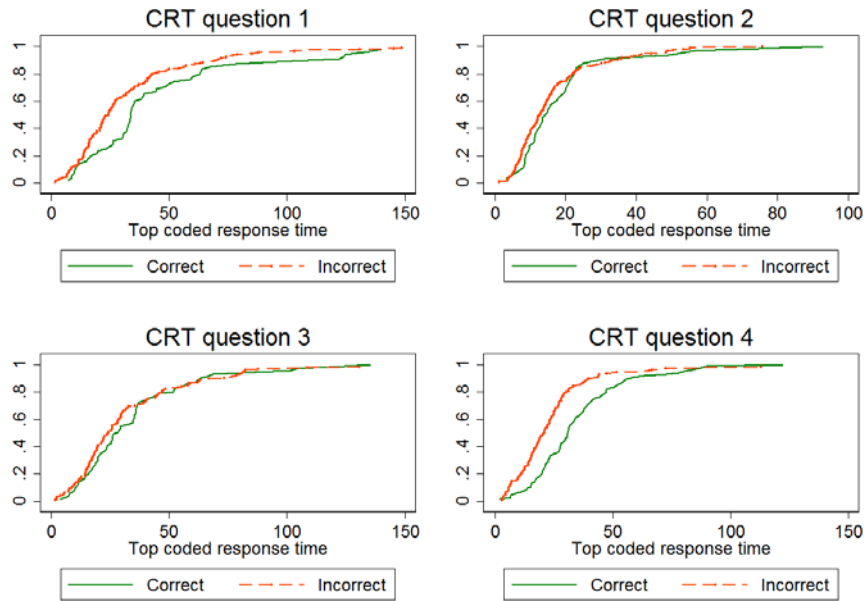 CRT question 1
CRT question 2
1
.8
.6
.4
.2
0
0
50
100
150
Top coded response time
Correct
Incorrect
1
.8
.6
.4
.2
0
0
20
40
60
80
100
Top coded response time
Correct
Incorrect
CRT question 3
CRT question 4
1
.8
.6
.4
.2
0
0
50
100
150
Top coded response time
Correct
Incorrect
1
.8
.6
.4
.2
0
0
50
100
150
Top coded response time
Correct
Incorrect